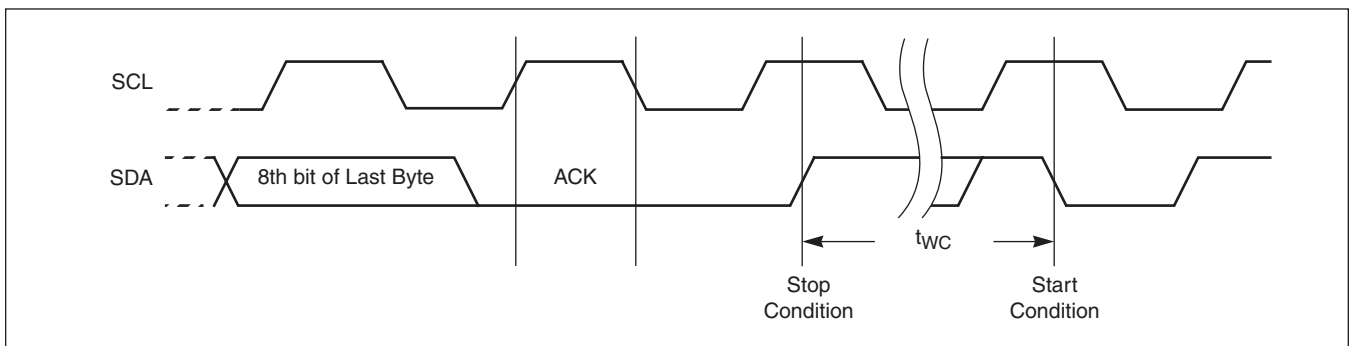 SCL
SDA
8th bit of Last Byte
ACK
tWC
Stop
Condition
Start
Condition